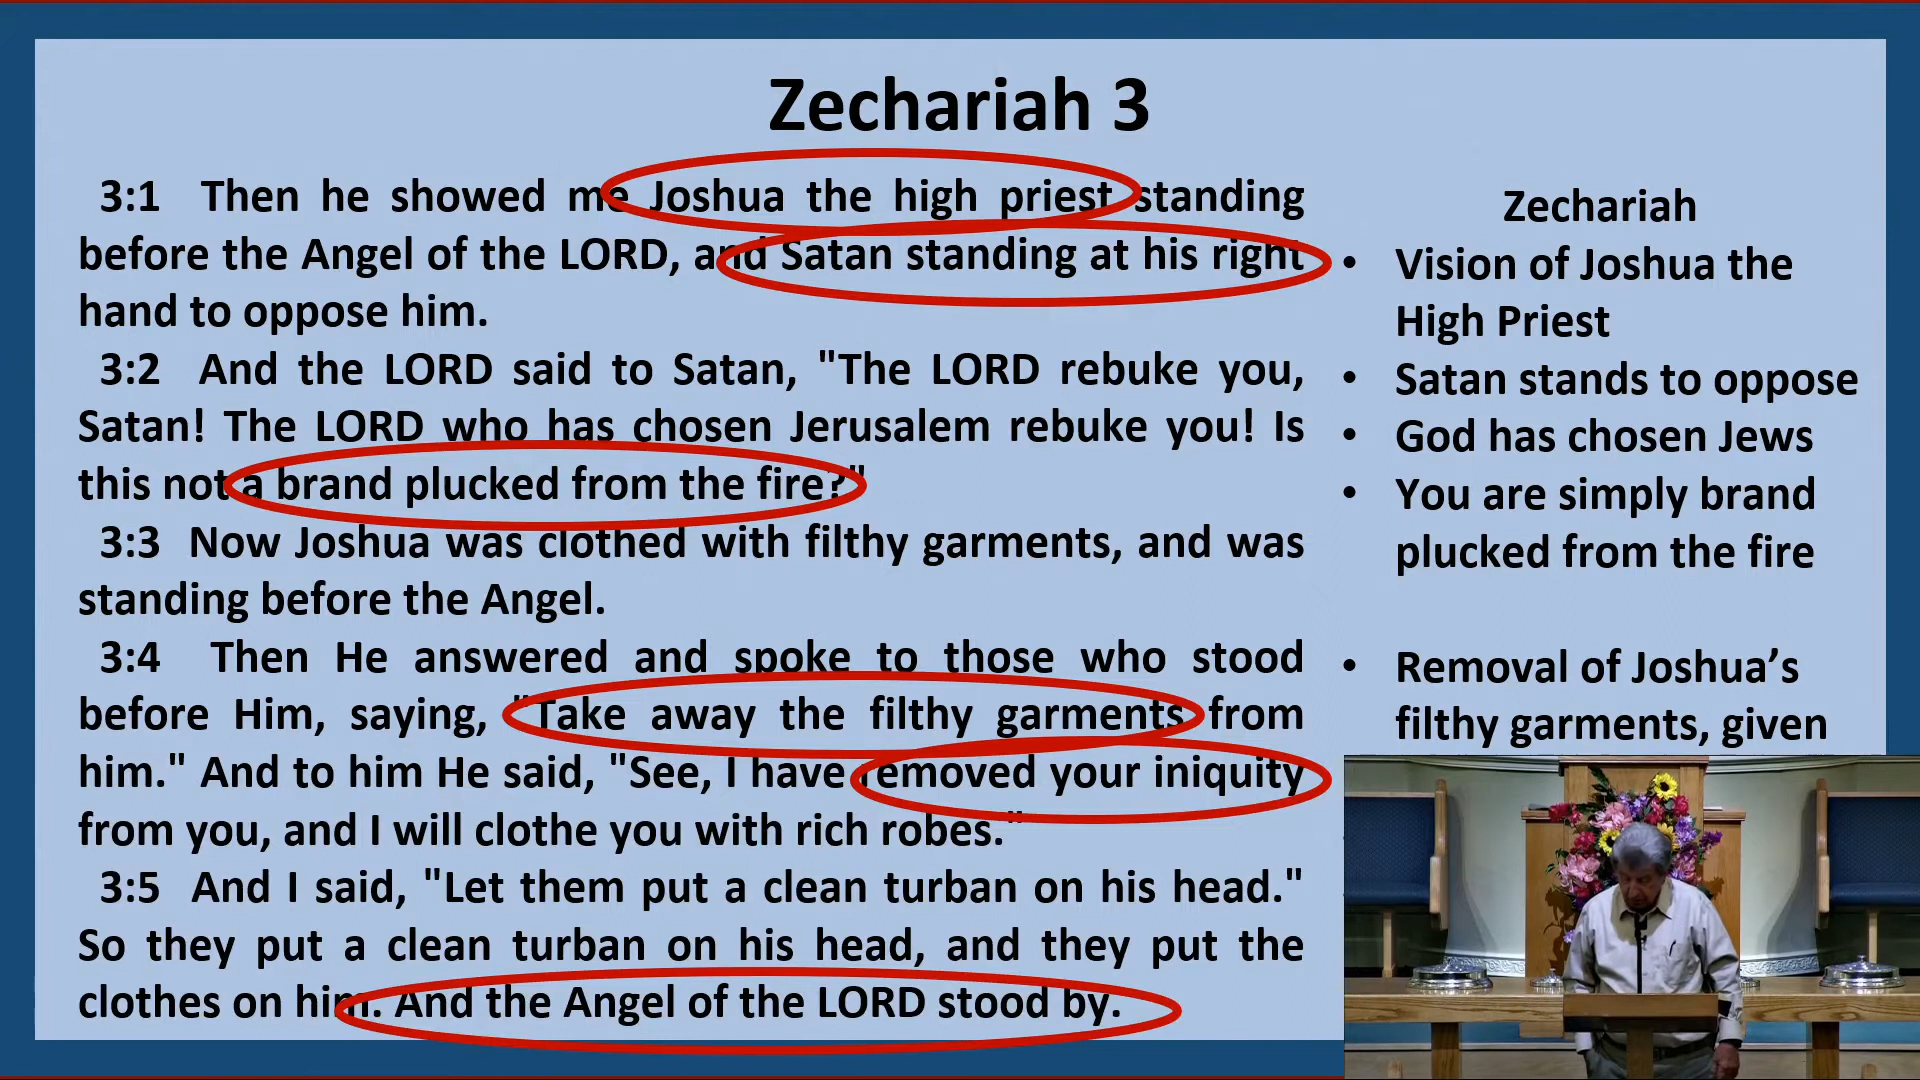 Zechariah 3
3:1 Then he showed me Joshua the high priest standing
before the Angel of the LORD, and Satan standing at his right
hand to oppose him.
3:2 And the LORD said to Satan, "The LORD rebuke you,
Satan! The LORD who has chosen Jerusalem rebuke you! Is
this not a brand plucked from the fire?"
3:3 Now Joshua was clothed with filthy garments, and was
standing before the Angel.
3:4 Then He answered and spoke to those who stood
before Him, saying, "Take away the filthy garments from
him." And to him He said, "See, I have removed your iniquity
from you, and I will clothe you with rich robes."
3:5 And I said, "Let them put a clean turban on his head."
So they put a clean turban on his head, and they put the
clothes on him. And the Angel of the LORD stood by.
Zechariah
• Vision of Joshua the
High Priest
• Satan stands to oppose
• God has chosen Jews
• You are simply brand
plucked from the fire
• Removal of Joshua’s
filthy garments, given